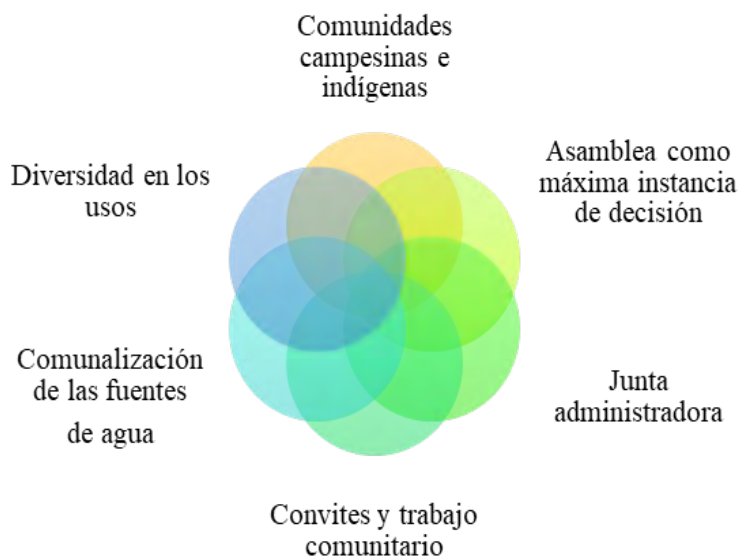 Comunidades
campesinas e
indígenas
Asamblea como
máxima instancia
de decisión
Junta
administradora
Convites y trabajo
comunitario
Comunalización
de las fuentes
de agua
Diversidad en los
usos